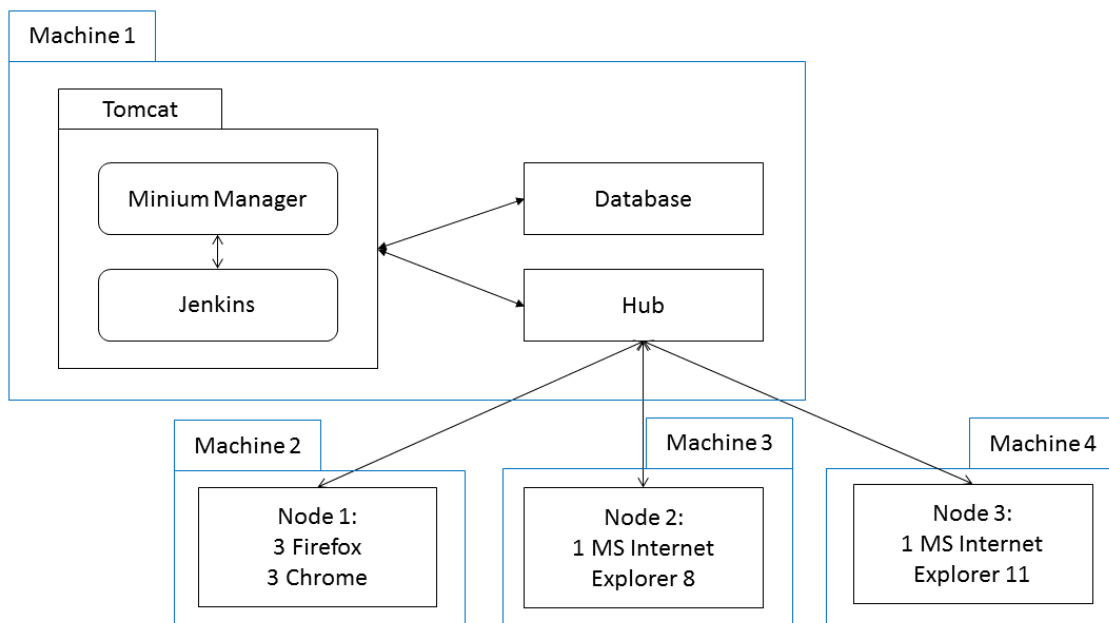 Machine 1
Tomcat
Minium Manager
Database
Jenkins
Hub
Machine 2
Machine 3
Machine 4
Node 1:
3 Firefox
3 Chrome
Node 2:
1 MS Internet
Explorer 8
Node 3:
1 MS Internet
Explorer 11